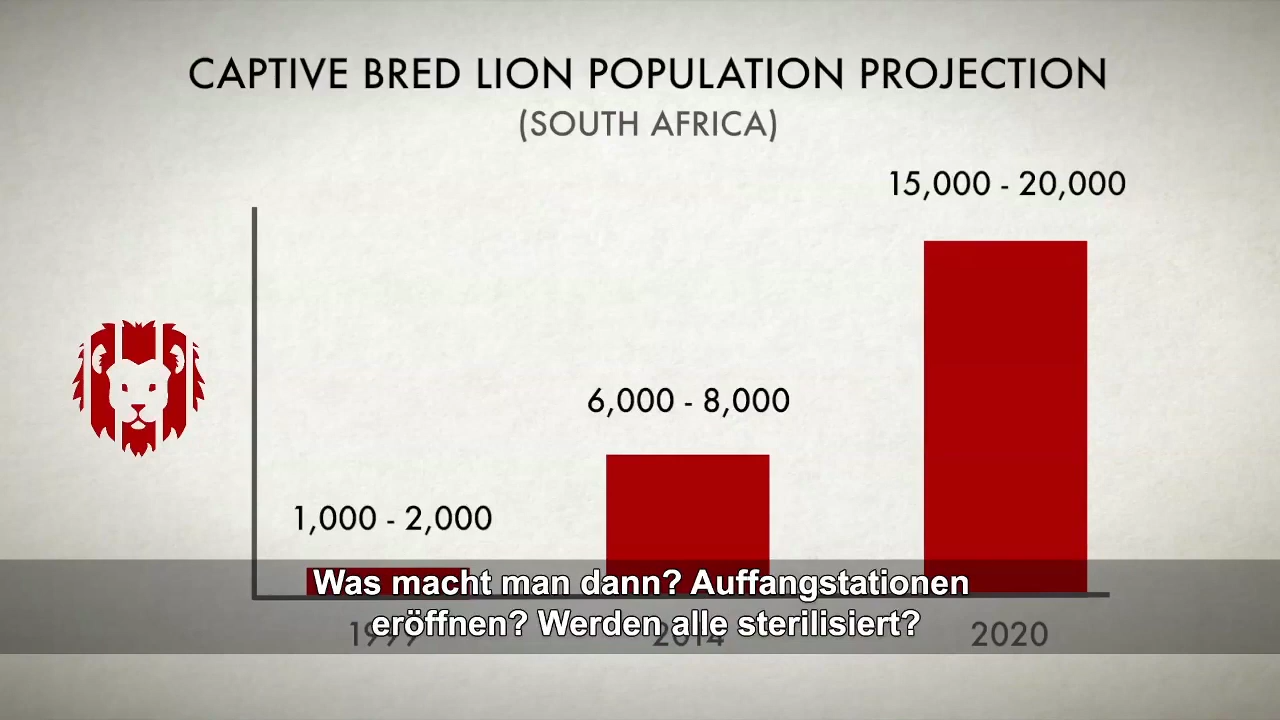 CAPTIVE BRED LION POPULATION PROJECTION
(SOUTH AFRICA)
15,000 - 20,000
6,000 - 8,000
1,000 - 2,000
Was macht man dann? Auffangstationen
eröffnen? Werden alle sterilisiert?
2014
2020